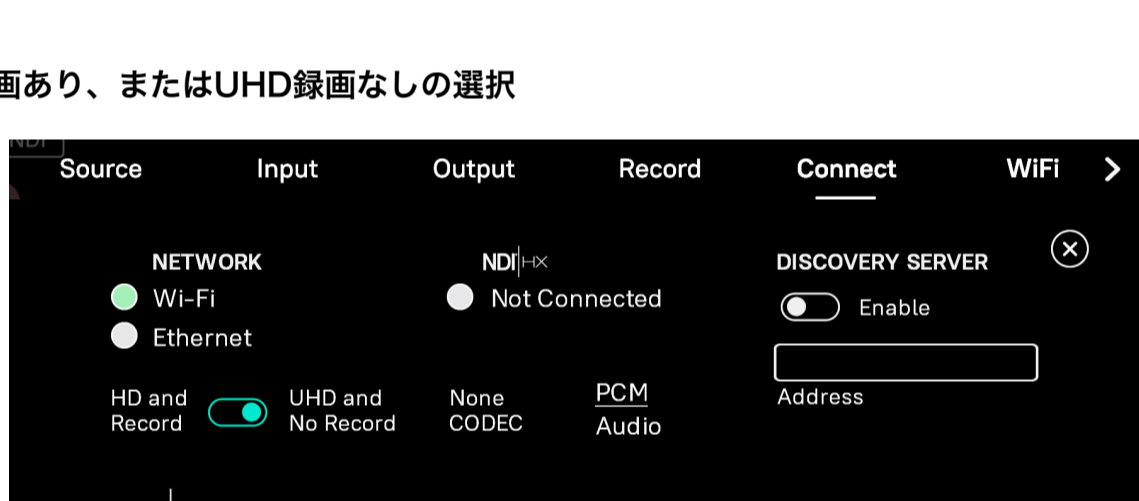 画あり、またはUHD録画なしの選択
NDI
Source Input Output Record Connect WiFi
NETWORK
Wi-Fi
Ethernet
NDI HX
Not Connected
DISCOVERY SERVER
Enable
Address
HD and
Record
UHD and
No Record
None
CODEC
PCM
Audio